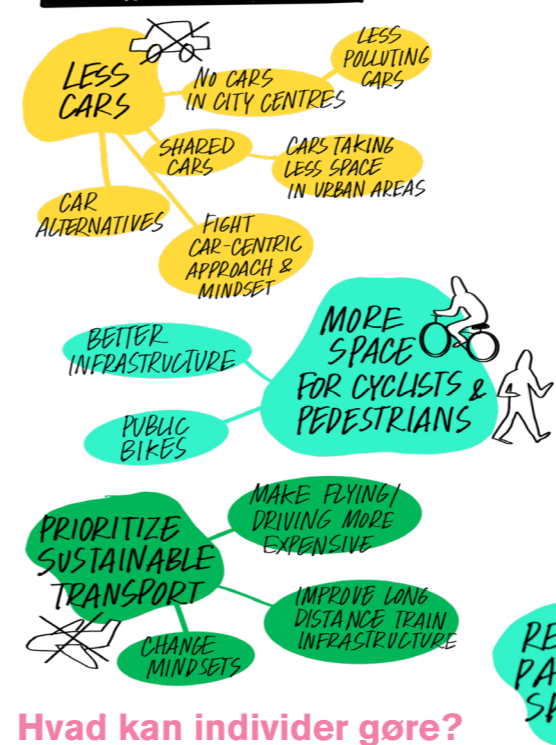 LESS
CARS
NO CARS
IN CITY CENTRES
LESS
POLLUTING
CARS
SHARED
CARS
CARS TAKING
LESS SPACE
IN URBAN AREAS
CAR
ALTERNATIVES
FIGHT
CAR-CENTRIC
APPROACH &
MINDSET
MORE
SPACE
FOR CYCLISTS &
PEDESTRIANS
BETTER
INFRASTRUCTURE
PUBLIC
BIKES
PRIORITIZE
SUSTAINABLE
TRANSPORT
MAKE FLYING/
DRIVING MORE
EXPENSIVE
IMPROVE LONG
DISTANCE TRAIN
INFRASTRUCTURE
CHANGE
MINDSETS
RE
PA
Hvad kan individer gøre?